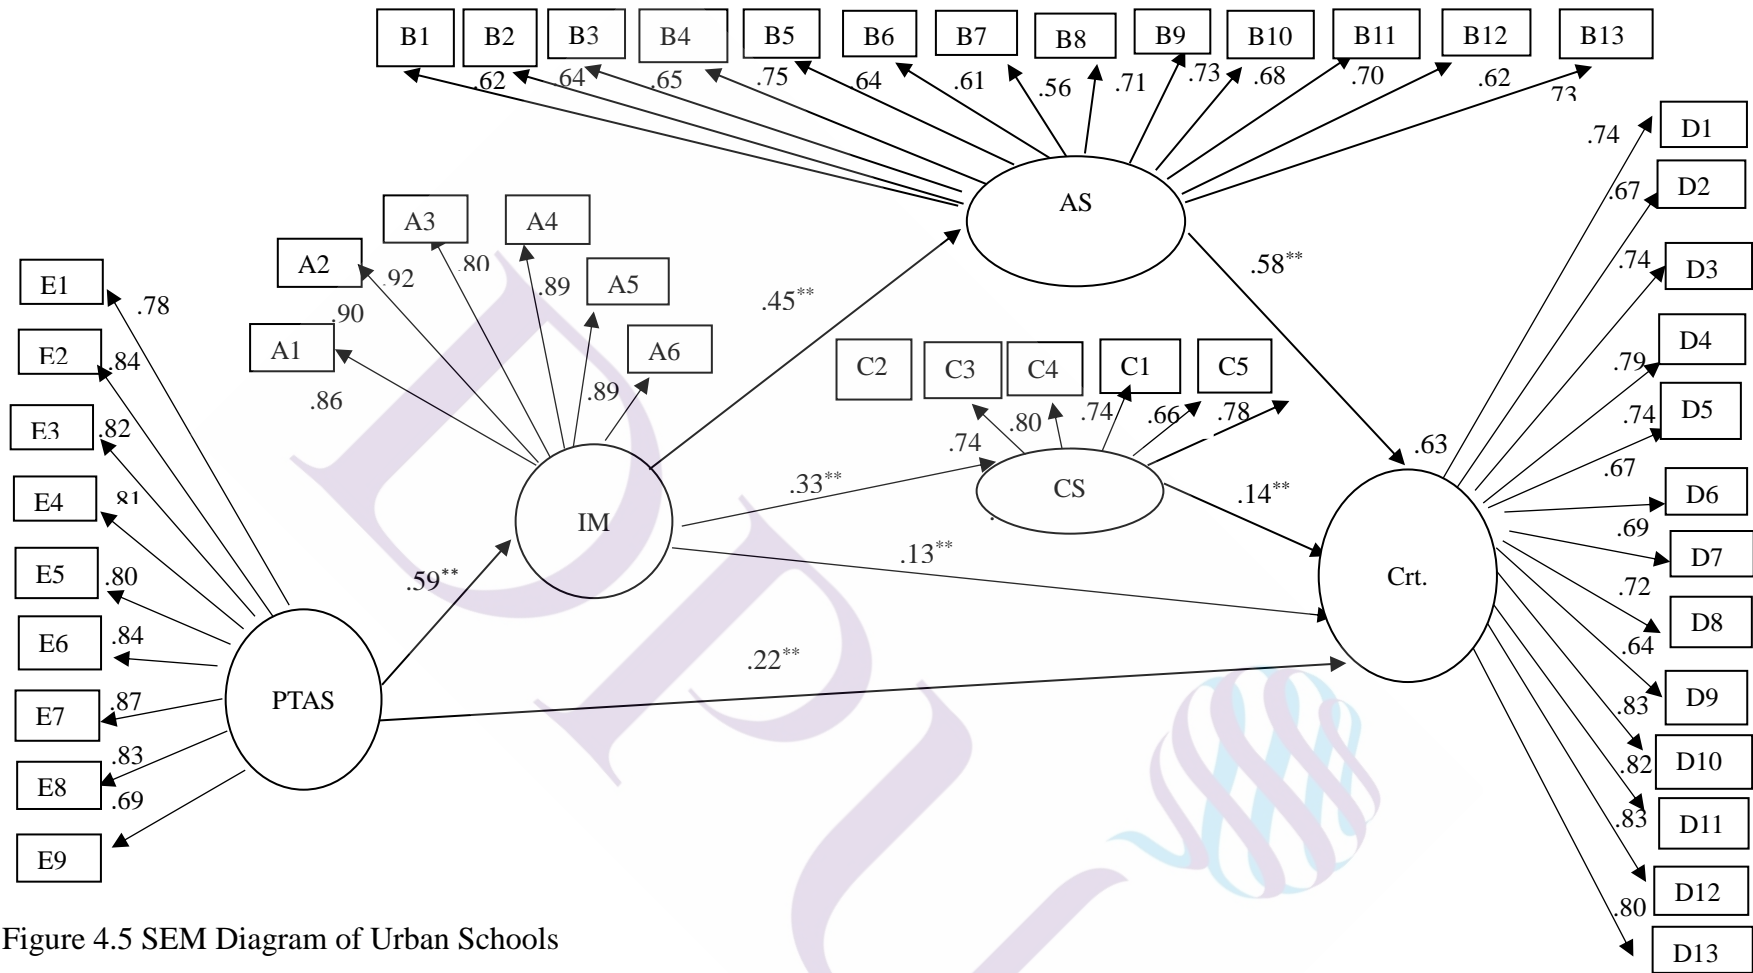 B1 B2 B3 B4 B5 B6 B7 B8 B9 B10 B11 B12 B13
.62 .64 .65 .75 .64 .61 .56 .71 .73 .68 .70 .62 .73
AS
A1 A2 A3 A4 A5 A6
.86 .90 .92 .80 .89 .89
IM
E1
.78
E2
.84
E3
.82
E4
.81
E5
.80
E6
.84
E7
.87
E8
.83
E9
.69
PTAS
C2 C3 C4 C1 C5
.74 .80 .74 .66 .78
CS
.45**
.58**
.33**
.14**
.13**
.59**
.22**
.63
Crt.
D1
.74
D2
.67
D3
.74
D4
.79
D5
.74
D6
.67
D7
.69
D8
.72
D9
.64
D10
.83
D11
.82
D12
.83
D13
.80
DPU
Figure 4.5 SEM Diagram of Urban Schools